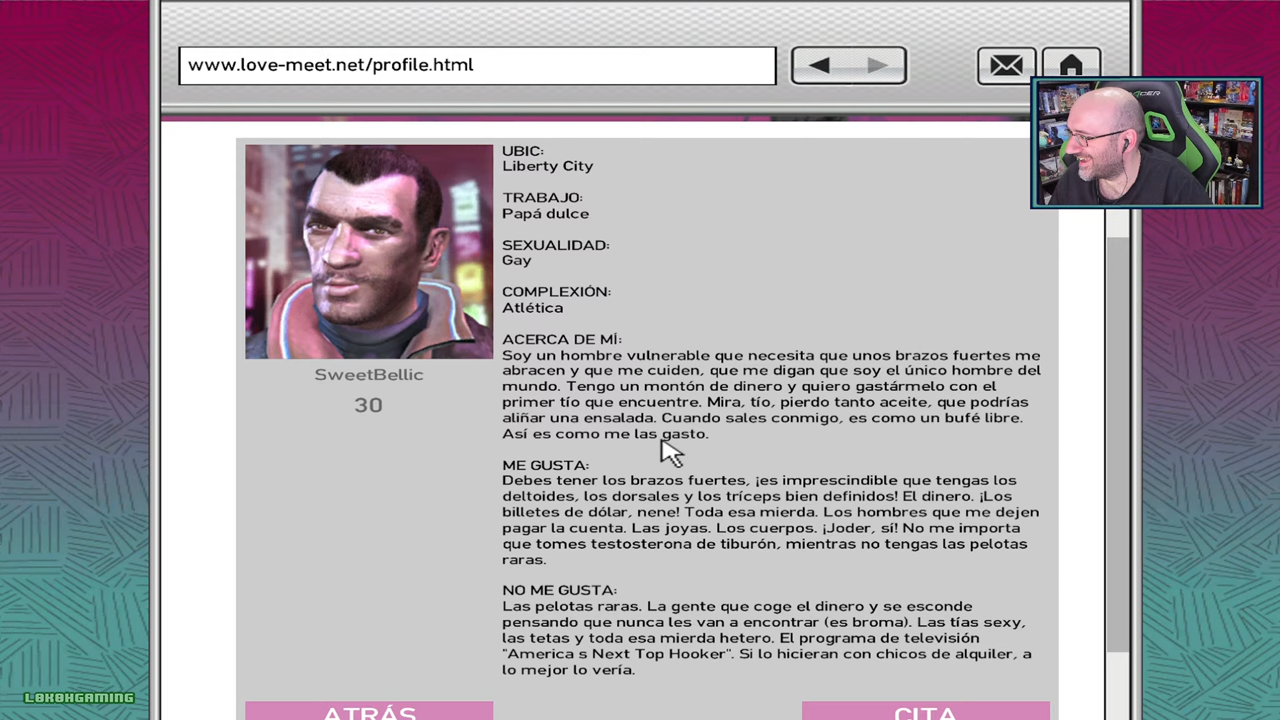 www.love-meet.net/profile.html
UBIC:
Liberty City
TRABAJO:
Papá dulce
SEXUALIDAD:
Gay
COMPLEXIÓN:
Atlética
ACERCA DE MÍ:
Soy un hombre vulnerable que necesita que unos brazos fuertes me
abracen y que me cuiden, que me digan que soy el único hombre del
mundo. Tengo un montón de dinero y quiero gastármelo con el
primer tío que encuentre. Mira, tío, pierdo tanto aceite, que podrías
aliñar una ensalada. Cuando sales conmigo, es como un bufé libre.
Así es como me las gasto.
SweetBellic
30
ME GUSTA:
Debes tener los brazos fuertes, ¡es imprescindible que tengas los
deltoides, los dorsales y los tríceps bien definidos! El dinero. ¡Los
billetes de dólar, nene! Toda esa mierda. Los hombres que me dejen
pagar la cuenta. Las joyas. Los cuerpos. ¡Joder, sí! No me importa
que tomes testosterona de tiburón, mientras no tengas las pelotas
raras.
NO ME GUSTA:
Las pelotas raras. La gente que coge el dinero y se esconde
pensando que nunca les van a encontrar (es broma). Las tías sexy,
las tetas y toda esa mierda hetero. El programa de televisión
"America s Next Top Hooker". Si lo hicieran con chicos de alquiler, a
lo mejor lo vería.
ATRÁS
CITA
L0K0HGAMING